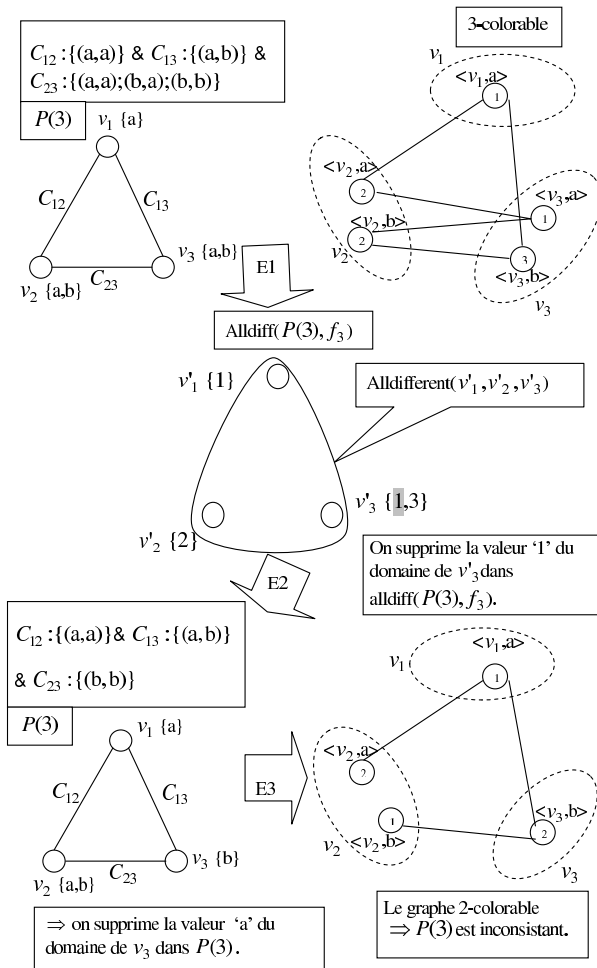 C12 :{(a,a)} & C13 :{(a,b)} &
C23 :{(a,a);(b,a);(b,b)}
P(3)
v1 {a}
C12
C13
v2 {a,b}
C23
v3 {a,b}
3-colorable
v1
<v1,a>
1
<v2,a>
2
<v2,b>
2
v2
<v3,a>
1
3
<v3,b>
v3
E1
Alldiff(P(3), f3)
v'1 {1}
Alldifferent(v'1,v'2,v'3)
v'3 {1,3}
v'2 {2}
On supprime la valeur ‘1’ du
domaine de v'3 dans
alldiff(P(3), f3).
E2
C12 :{(a,a)}& C13 :{(a,b)}
& C23 :{(b,b)}
P(3)
v1 {a}
C12
C13
v2 {a,b}
C23
v3 {b}
⇒ on supprime la valeur ‘a’ du
domaine de v3 dans P(3).
E3
v1
<v1,a>
1
<v2,a>
2
1
v2 <v2,b>
<v3,b>
2
v3
Le graphe 2-colorable
⇒ P(3) est inconsistant.